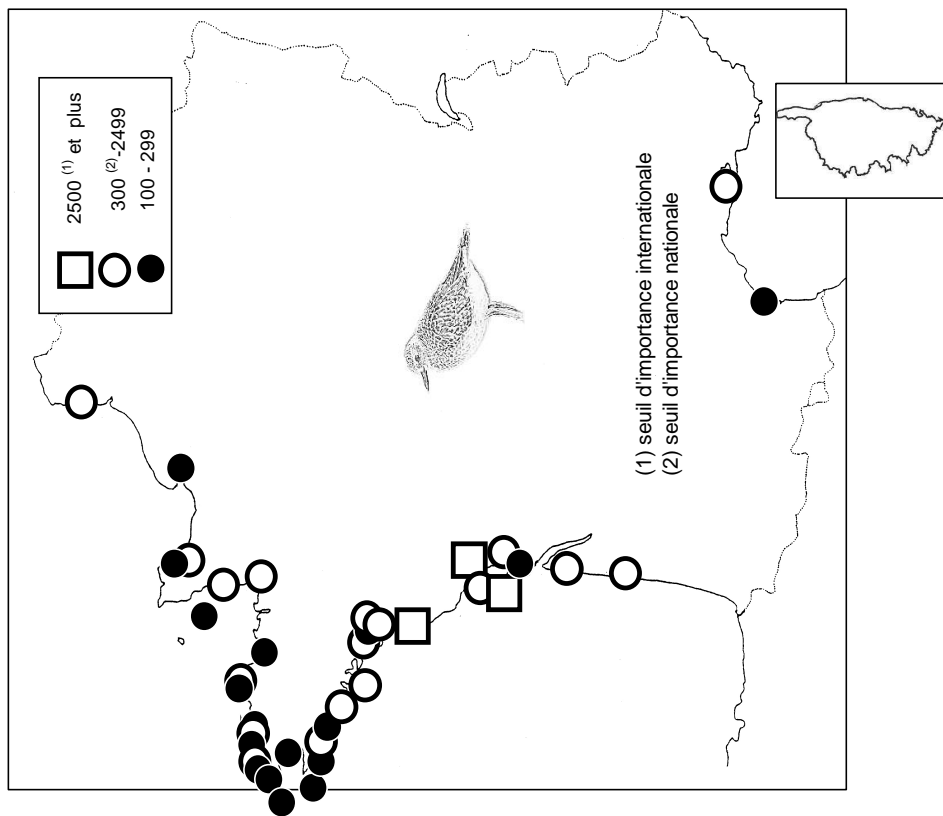 2500 (1) et plus
300 (2)-2499
100 - 299
(1) seuil d'importance internationale
(2) seuil d'importance nationale